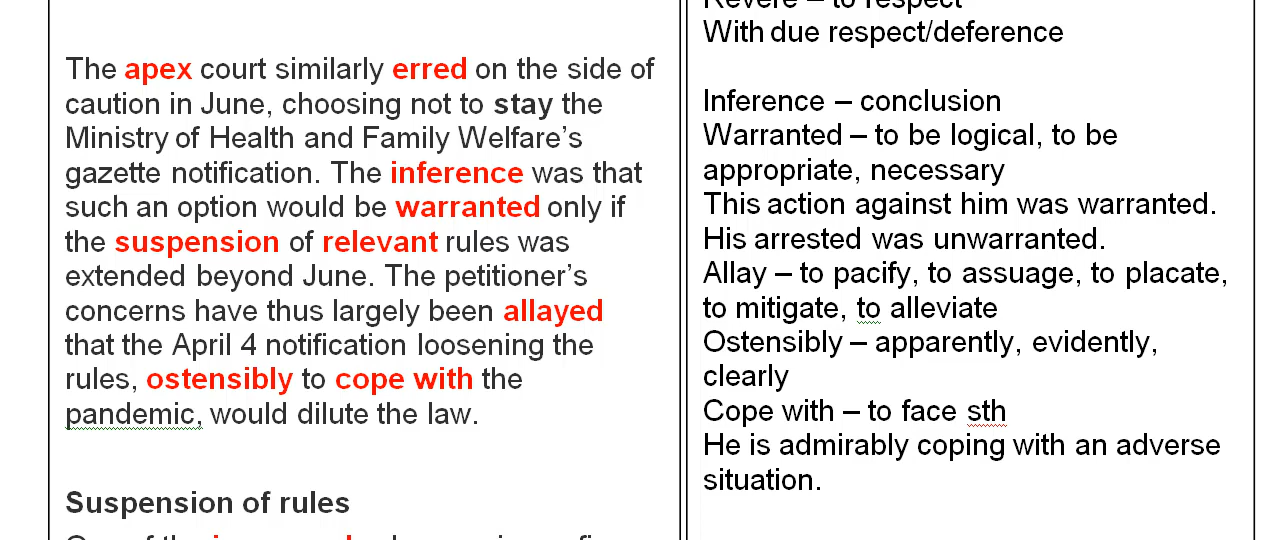 The apex court similarly erred on the side of
caution in June, choosing not to stay the
Ministry of Health and Family Welfare's
gazette notification. The inference was that
such an option would be warranted only if
the suspension of relevant rules was
extended beyond June. The petitioner's
concerns have thus largely been allayed
that the April 4 notification loosening the
rules, ostensibly to cope with the
pandemic, would dilute the law.
Suspension of rules
Revere – to respect
With due respect/deference
Inference – conclusion
Warranted – to be logical, to be
appropriate, necessary
This action against him was warranted.
His arrested was unwarranted.
Allay – to pacify, to assuage, to placate,
to mitigate, to alleviate
Ostensibly – apparently, evidently,
clearly
Cope with – to face sth
He is admirably coping with an adverse
situation.